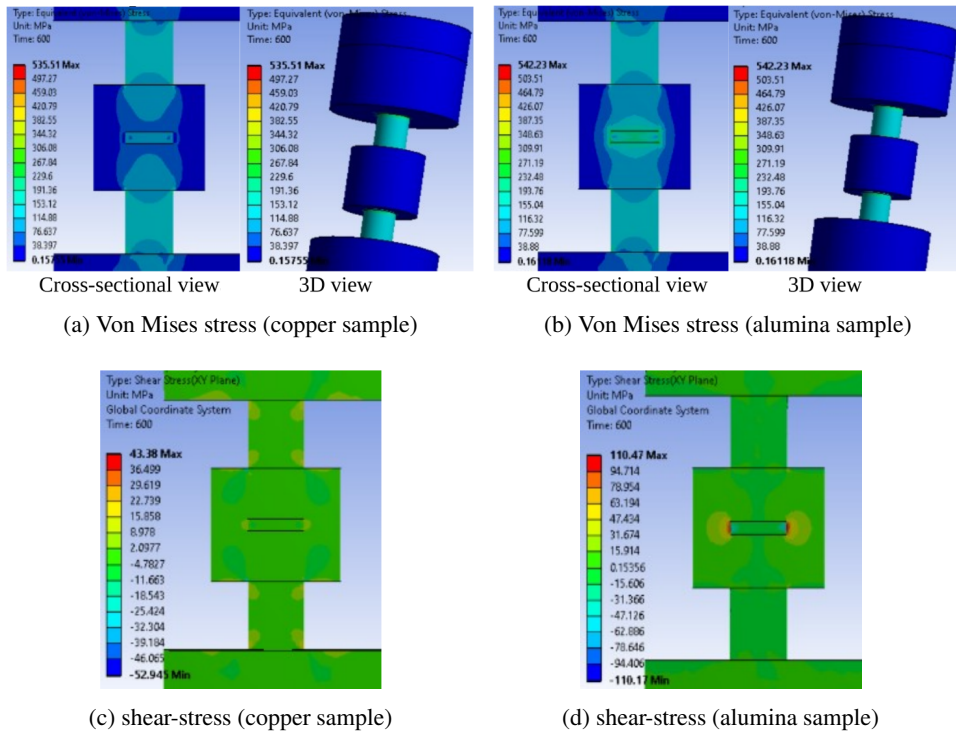 Type: Equivalent (von-Mises) Stress
Unit: MPa
Time: 600
535.51 Max
497.27
459.03
420.79
382.55
344.32
306.08
267.84
229.6
191.36
153.12
114.88
76.637
38.397
Type: Equivalent (von-Mises) Stress
Unit: MPa
Time: 600
535.51 Max
497.27
459.03
420.79
382.55
344.32
306.08
267.84
229.6
191.36
153.12
114.88
76.637
38.397
0.15755
Cross-sectional view
3D view
(a) Von Mises stress (copper sample)
Unit: MPa
Time: 600
542.23 Max
503.51
464.79
426.07
387.35
348.63
309.91
271.19
232.48
193.76
155.04
116.32
77.599
38.88
0.16118 Min
Type: Equivalent (von-Mises) Stress
Unit: MPa
Time: 600
542.23 Max
503.51
464.79
426.07
387.35
348.63
309.91
271.19
232.48
193.76
155.04
116.32
77.599
38.88
0.16118 Min
Cross-sectional view
3D view
(b) Von Mises stress (alumina sample)
Type: Shear Stress(XY Plane)
Unit: MPa
Global Coordinate System
Time: 600
43.38 Max
36.499
29.619
22.739
15.858
8.978
2.0977
-4.7827
-11.663
-18.543
-25.424
-32.304
-39.184
-46.065
-52.945 Min
(c) shear-stress (copper sample)
Type: Shear Stress(XY Plane)
Unit: MPa
Global Coordinate System
Time: 600
110.47 Max
94.714
78.954
63.194
47.434
31.674
15.914
0.15356
-15.606
-31.366
-47.126
-62.886
-78.646
-94.406
-110.17 Min
(d) shear-stress (alumina sample)